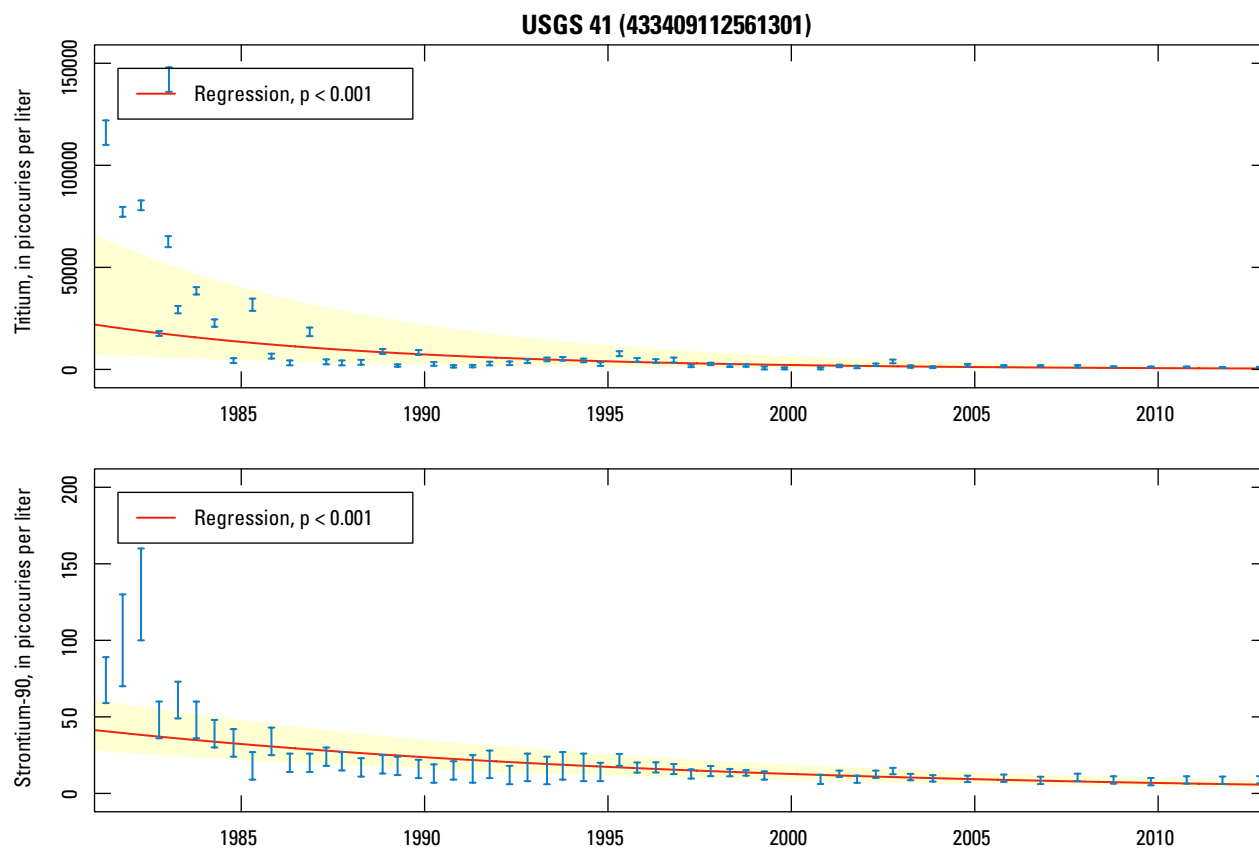 USGS 41 (433409112561301)
Tritium, in picocuries per liter
150000
100000
50000
0
Regression, p < 0.001
1985 1990 1995 2000 2005 2010
Strontium-90, in picocuries per liter
200
150
100
50
0
Regression, p < 0.001
1985 1990 1995 2000 2005 2010